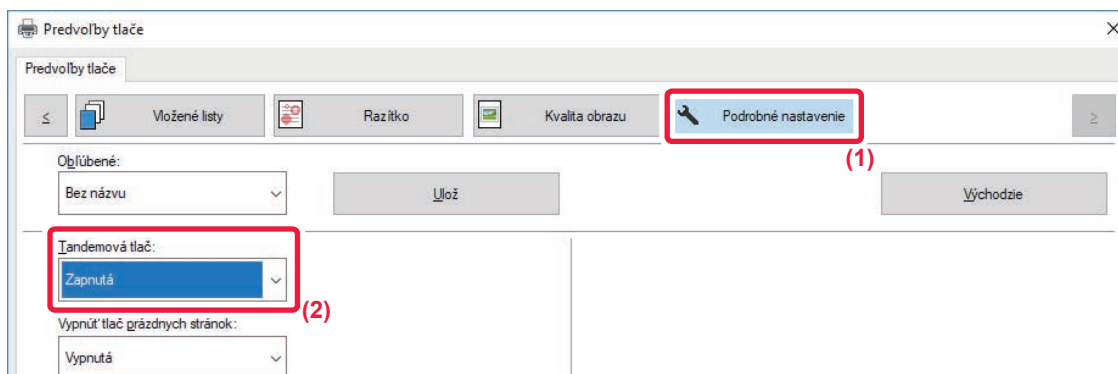 Predvoľby tlače
Predvoľby tlače
< Vložené listy Razítko Kvalita obrazu Podrobné nastavenie >
(1)
Obľúbené:
Bez názvu Ulož Východzie
Tandemová tlač:
Zapnutá
(2)
Vypnúť tlač prázdnych stránok:
Vypnutá